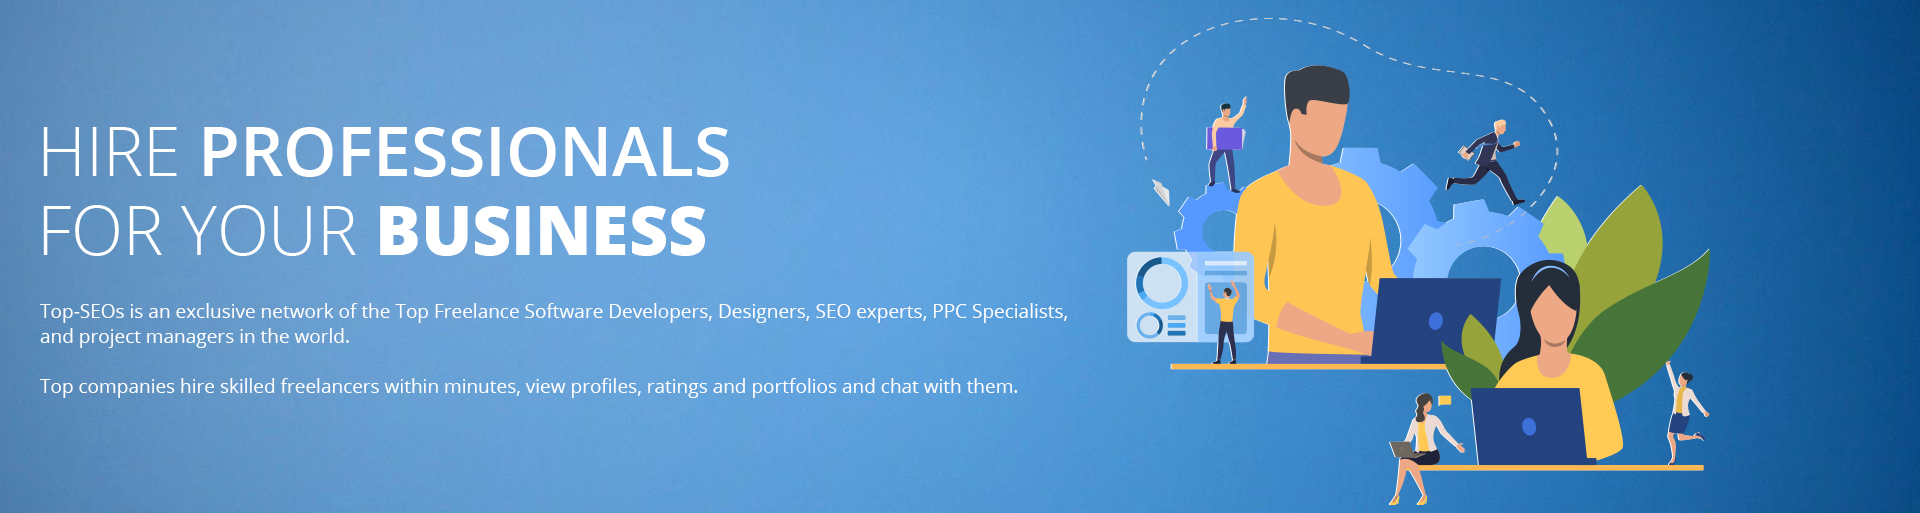 HIRE PROFESSIONALS
FOR YOUR BUSINESS
Top-SEOs is an exclusive network of the Top Freelance Software Developers, Designers, SEO experts, PPC Specialists,
and project managers in the world.
Top companies hire skilled freelancers within minutes, view profiles, ratings and portfolios and chat with them.